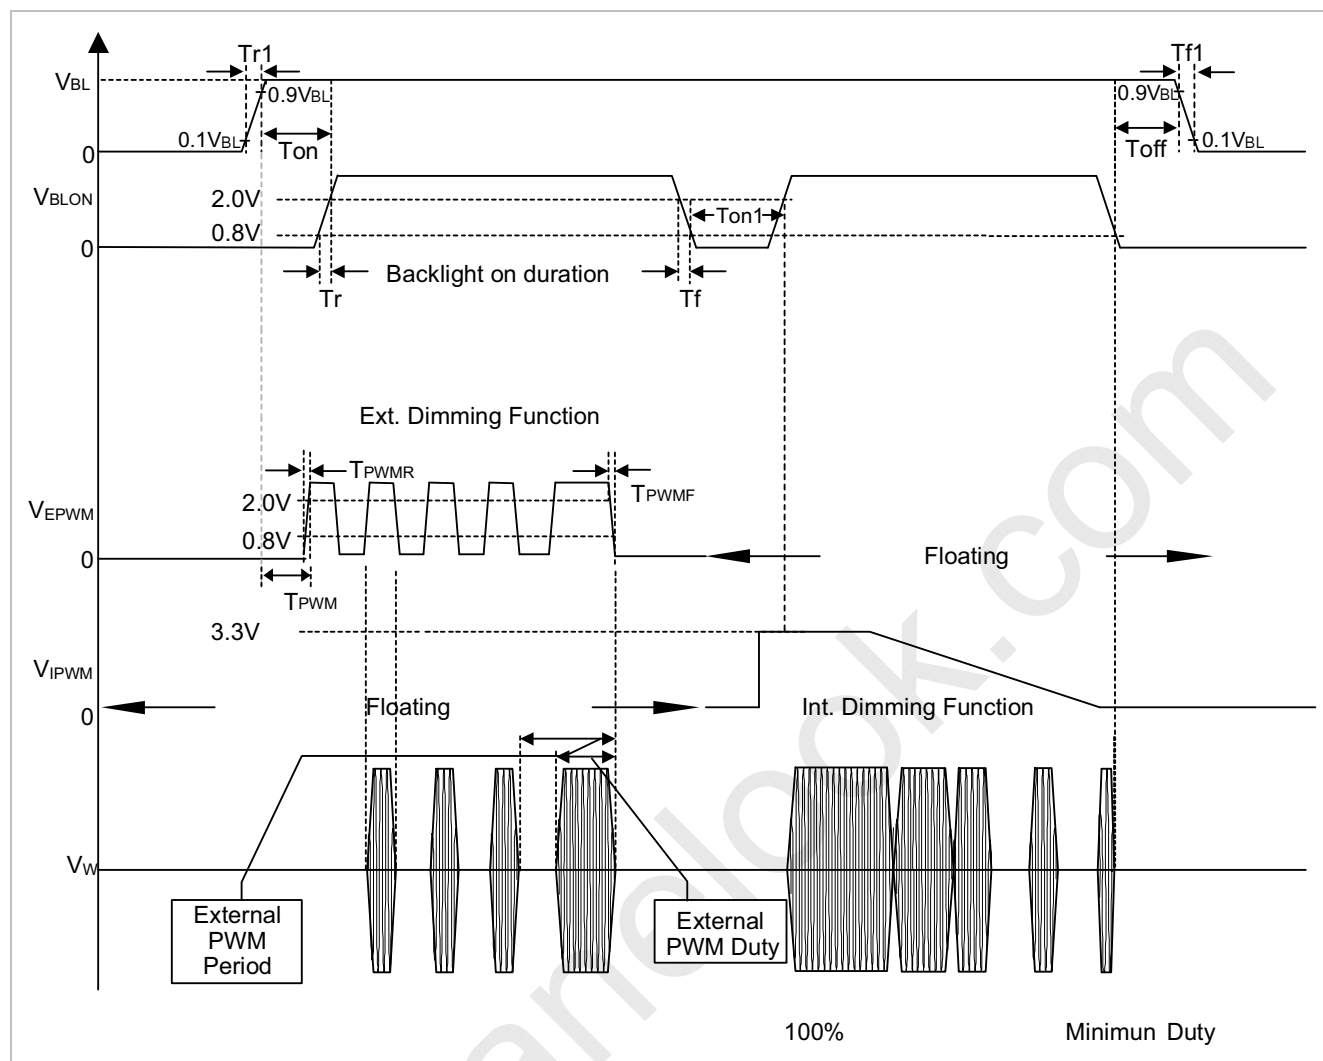 Tr1
Tf1
VBL
0.9VBL
0.9VBL
0.1VBL
Ton
Toff
0.1VBL
0
VBLON
2.0V
Ton1
0.8V
0
Backlight on duration
Tr
Tf
Ext. Dimming Function
TPWMR
TPWMF
2.0V
VEPWM
0.8V
0
Floating
TPWM
3.3V
VIPWM
0
Floating
Int. Dimming Function
VW
External
PWM
Period
External
PWM Duty
100%
Minimun Duty